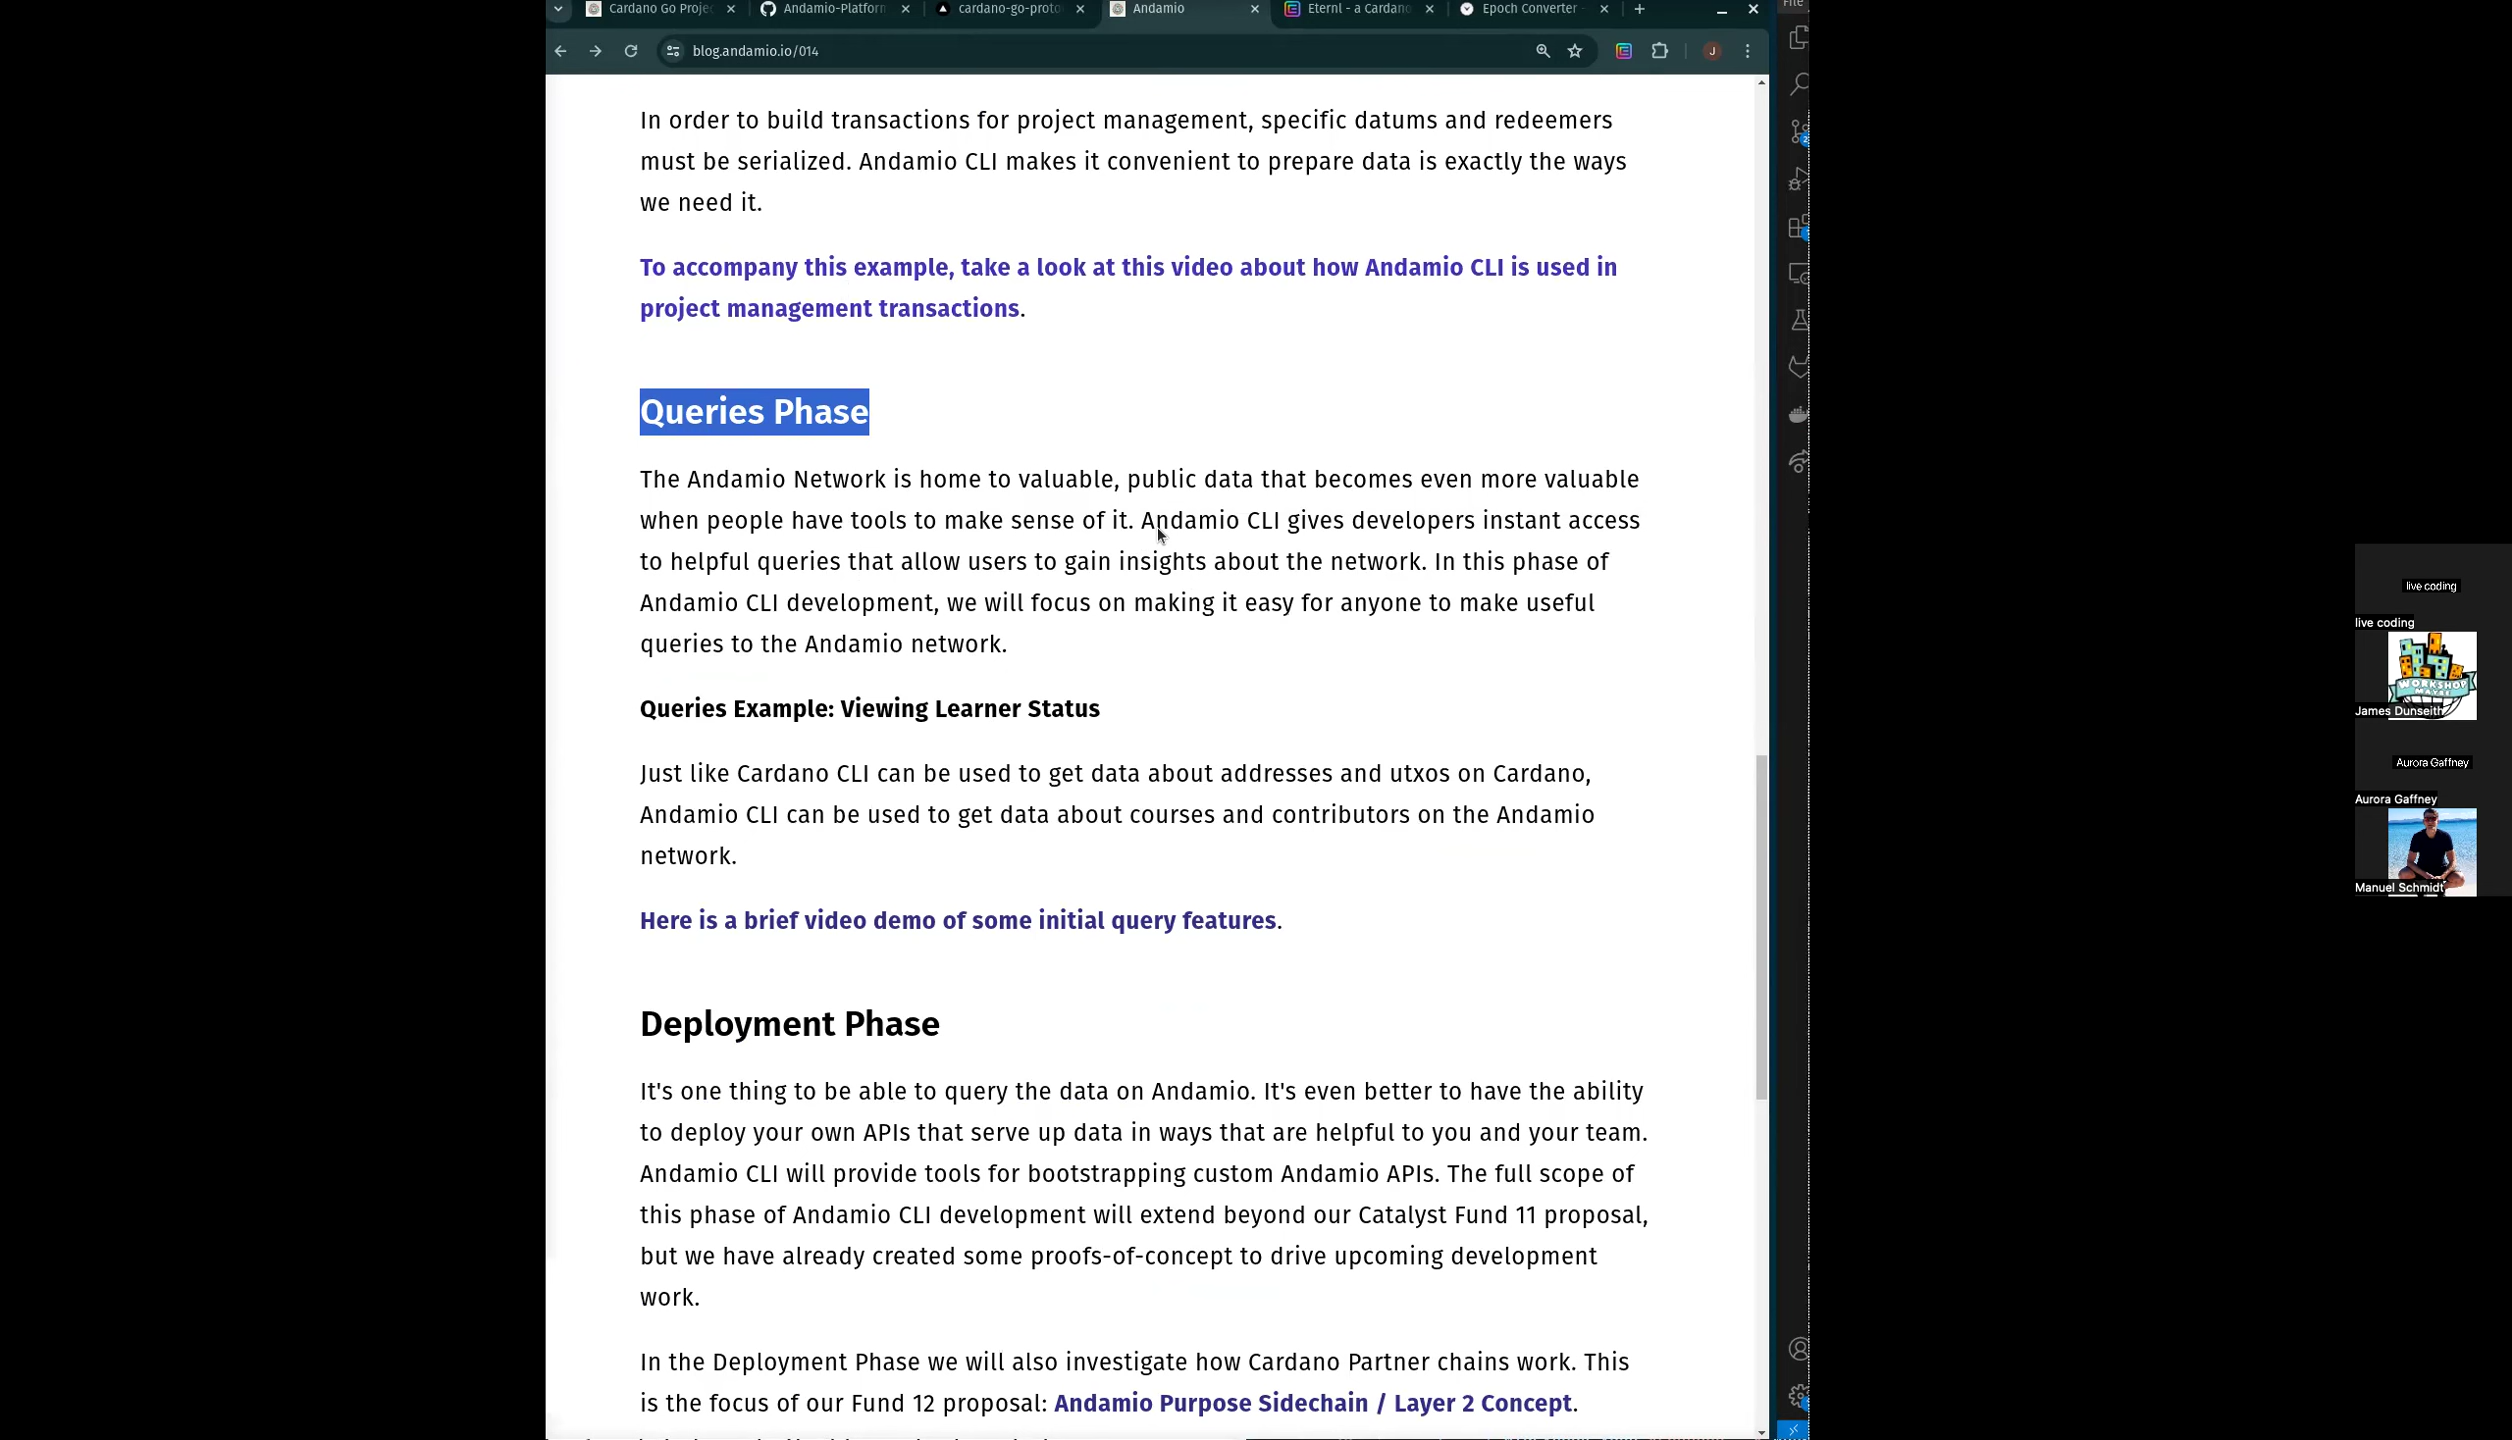 File
Cardano Go Projec
Andamio-Platform
cardano-go-proto
Andamio
Eternl - a Cardano
Epoch Converter -
blog.andamio.io/014
J
In order to build transactions for project management, specific datums and redeemers
must be serialized. Andamio CLI makes it convenient to prepare data is exactly the ways
we need it.
To accompany this example, take a look at this video about how Andamio CLI is used in
project management transactions.
Queries Phase
The Andamio Network is home to valuable, public data that becomes even more valuable
when people have tools to make sense of it. Andamio CLI gives developers instant access
to helpful queries that allow users to gain insights about the network. In this phase of
Andamio CLI development, we will focus on making it easy for anyone to make useful
queries to the Andamio network.
Queries Example: Viewing Learner Status
Just like Cardano CLI can be used to get data about addresses and utxos on Cardano,
Andamio CLI can be used to get data about courses and contributors on the Andamio
network.
Here is a brief video demo of some initial query features.
Deployment Phase
It's one thing to be able to query the data on Andamio. It's even better to have the ability
to deploy your own APIs that serve up data in ways that are helpful to you and your team.
Andamio CLI will provide tools for bootstrapping custom Andamio APIs. The full scope of
this phase of Andamio CLI development will extend beyond our Catalyst Fund 11 proposal,
but we have already created some proofs-of-concept to drive upcoming development
work.
In the Deployment Phase we will also investigate how Cardano Partner chains work. This
is the focus of our Fund 12 proposal: Andamio Purpose Sidechain / Layer 2 Concept.
live coding
live coding
WORKSHOP
MAYBE
James Dunseith
Aurora Gaffney
Aurora Gaffney
Manuel Schmidt